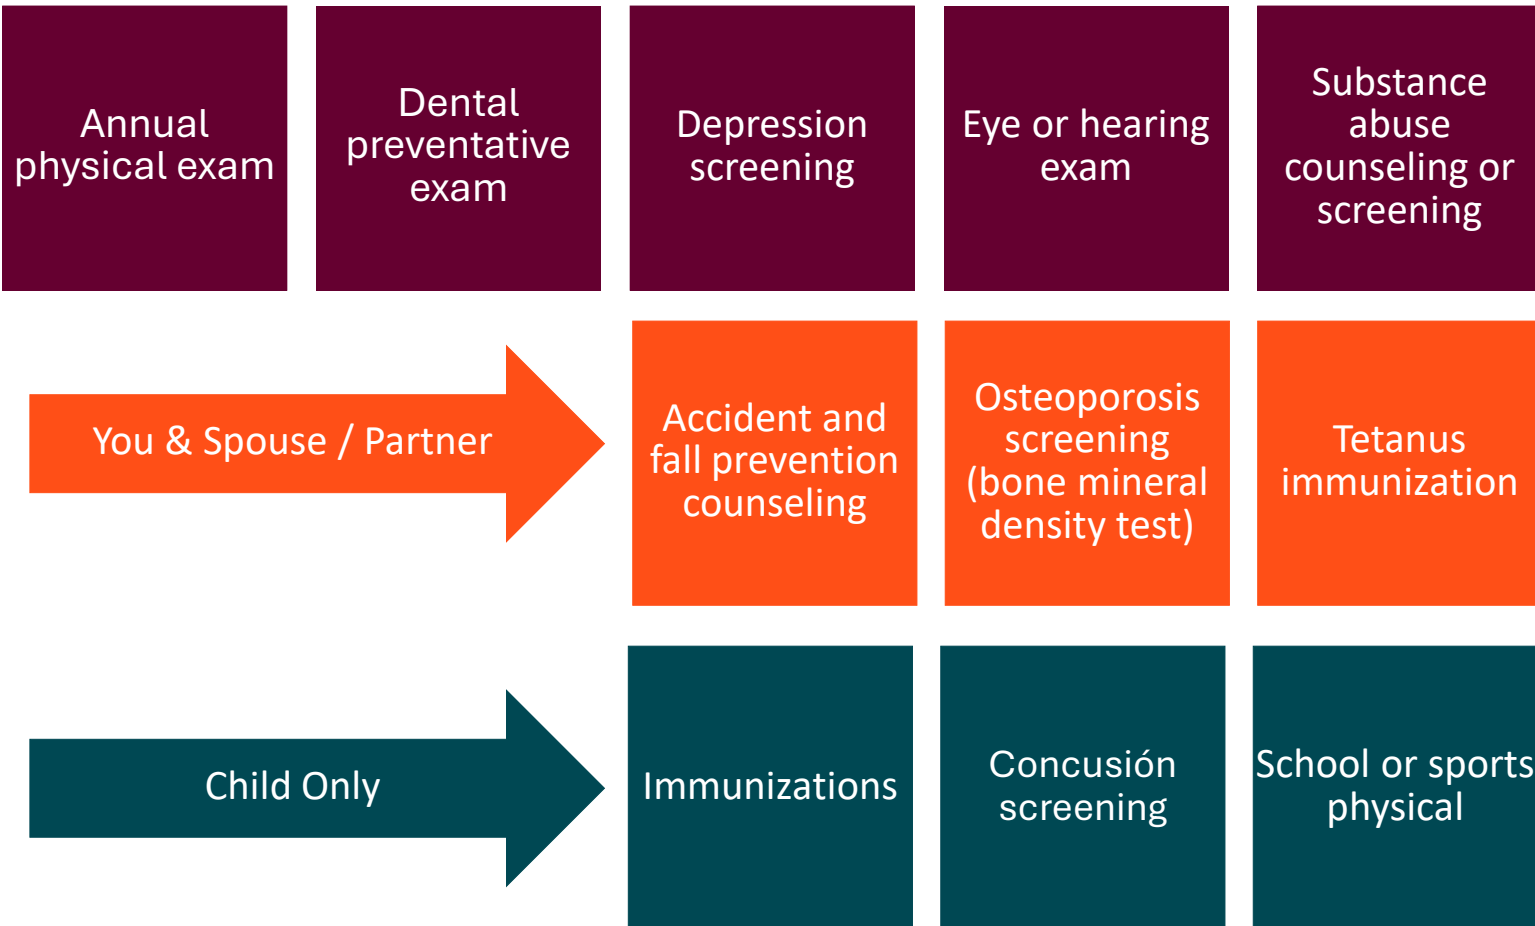 Annual
physical exam
Dental
preventative
exam
Depression
screening
Eye or hearing
exam
Substance
abuse
counseling or
screening
You & Spouse / Partner
Accident and
fall prevention
counseling
Osteoporosis
screening
(bone mineral
density test)
Tetanus
immunization
Child Only
Immunizations
Concusión
screening
School or sports
physical